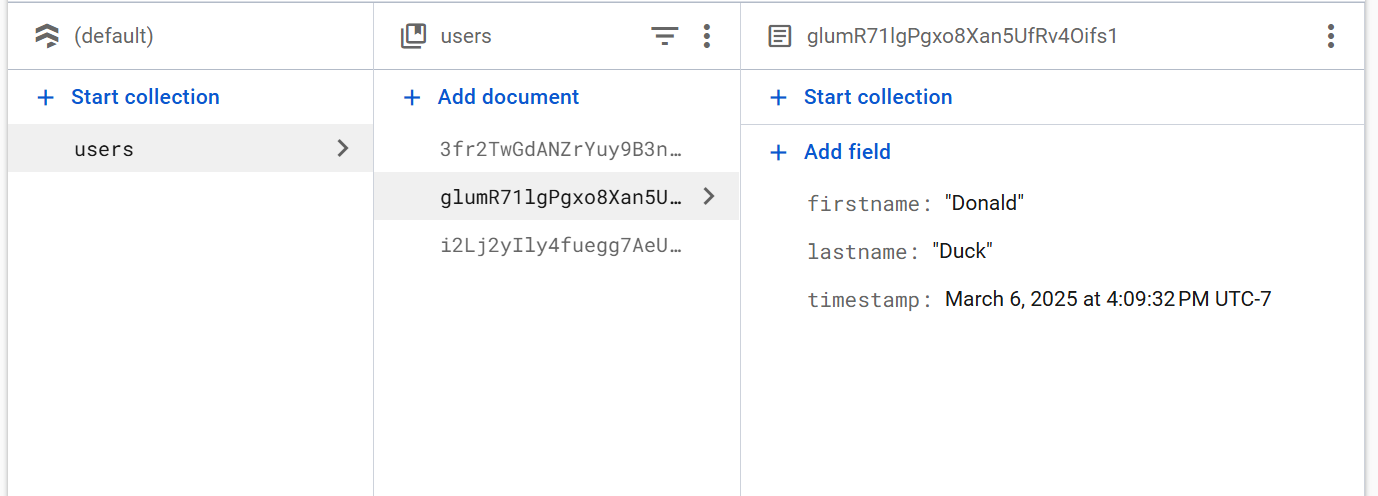 (default)
Start collection
users
users
Add document
3fr2TwGdANZrYuy9B3n…
glumR71lgPgxo8Xan5U…
i2Lj2yIly4fuegg7AeU…
glumR71lgPgxo8Xan5UfRv4Oifs1
Start collection
Add field
firstname: "Donald"
lastname: "Duck"
timestamp: March 6, 2025 at 4:09:32 PM UTC-7